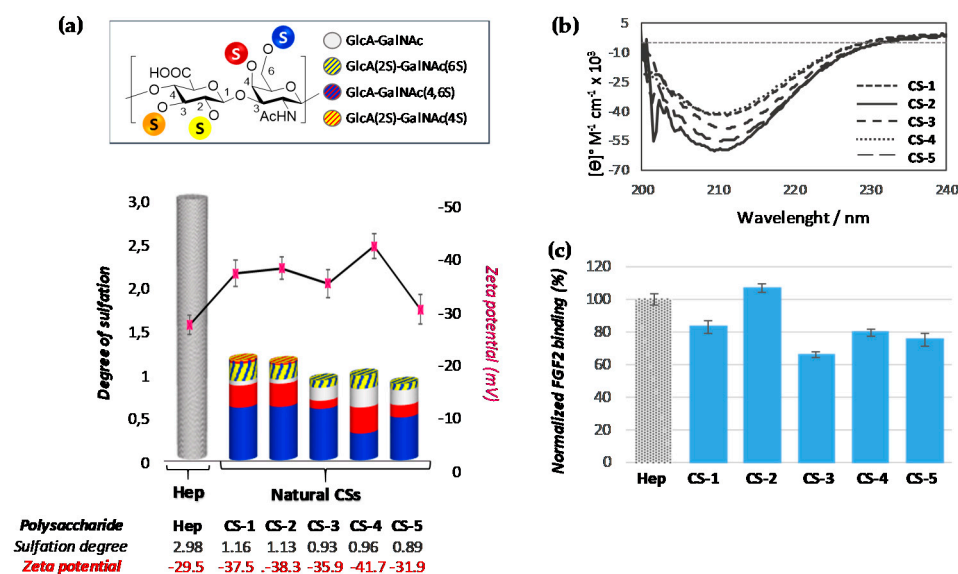 (a)
S
S
O
O
6
HOOC
O
4
O
4
1
O
O
3
2
O
3
AcHN
O
S
S
GlcA-GalNAc
GlcA(2S)-GalNAc(6S)
GlcA-GalNAc(4,6S)
GlcA(2S)-GalNAc(4S)
3,0
2,5
2,0
1,5
1
0,5
0
Degree of sulfation
-50
-40
-30
-20
-10
0
Zeta potential (mV)
Hep
Natural CSs
Polysaccharide Hep CS-1 CS-2 CS-3 CS-4 CS-5
Sulfation degree 2.98 1.16 1.13 0.93 0.96 0.89
Zeta potential -29.5 -37.5 .-38.3 -35.9 -41.7 -31.9
(b)
5
-10
-25
-40
-55
-70
[Θ]° M⁻¹ cm⁻¹ x 10³
CS-1
CS-2
CS-3
CS-4
CS-5
200 210 220 230 240
Wavelenght / nm
(c)
120
100
80
60
40
20
0
Normalized FGF2 binding (%)
Hep CS-1 CS-2 CS-3 CS-4 CS-5